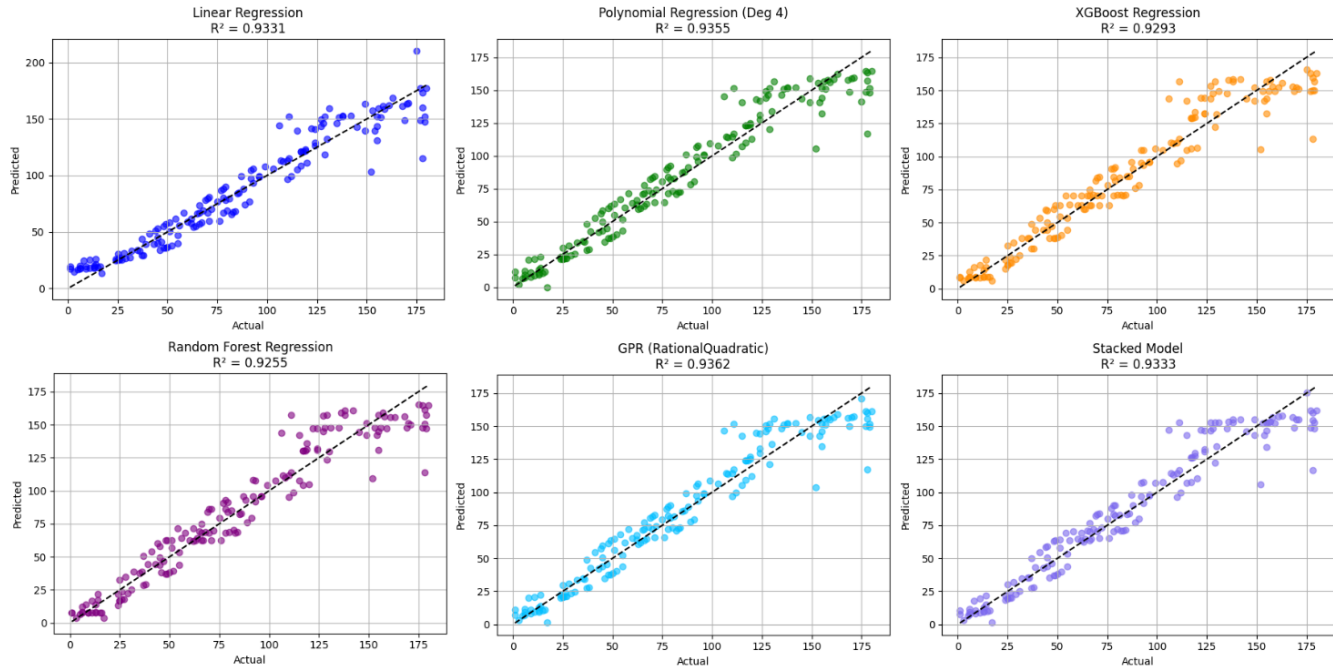 Linear Regression
R² = 0.9331
200
150
100
50
0
Predicted
0 25 50 75 100 125 150 175
Actual
Polynomial Regression (Deg 4)
R² = 0.9355
175
150
125
100
75
50
25
0
Predicted
0 25 50 75 100 125 150 175
Actual
XGBoost Regression
R² = 0.9293
175
150
125
100
75
50
25
0
Predicted
0 25 50 75 100 125 150 175
Actual
Random Forest Regression
R² = 0.9255
175
150
125
100
75
50
25
0
Predicted
0 25 50 75 100 125 150 175
Actual
GPR (RationalQuadratic)
R² = 0.9362
175
150
125
100
75
50
25
0
Predicted
0 25 50 75 100 125 150 175
Actual
Stacked Model
R² = 0.9333
175
150
125
100
75
50
25
0
Predicted
0 25 50 75 100 125 150 175
Actual